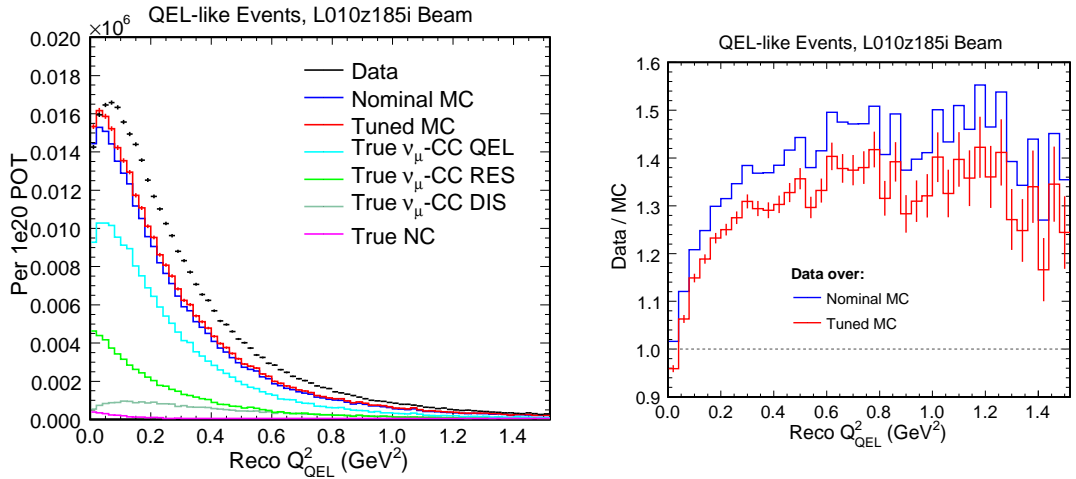 QEL-like Events, L010z185i Beam
×10⁶
0.020
0.018
0.016
0.014
0.012
0.010
0.008
0.006
0.004
0.002
0.000
Per 1e20 POT
Data
Nominal MC
Tuned MC
True νμ-CC QEL
True νμ-CC RES
True νμ-CC DIS
True NC
0.0 0.2 0.4 0.6 0.8 1.0 1.2 1.4
Reco Q²QEL (GeV²)
QEL-like Events, L010z185i Beam
1.6
1.5
1.4
1.3
1.2
1.1
1.0
0.9
Data / MC
Data over:
Nominal MC
Tuned MC
0.0 0.2 0.4 0.6 0.8 1.0 1.2 1.4
Reco Q²QEL (GeV²)